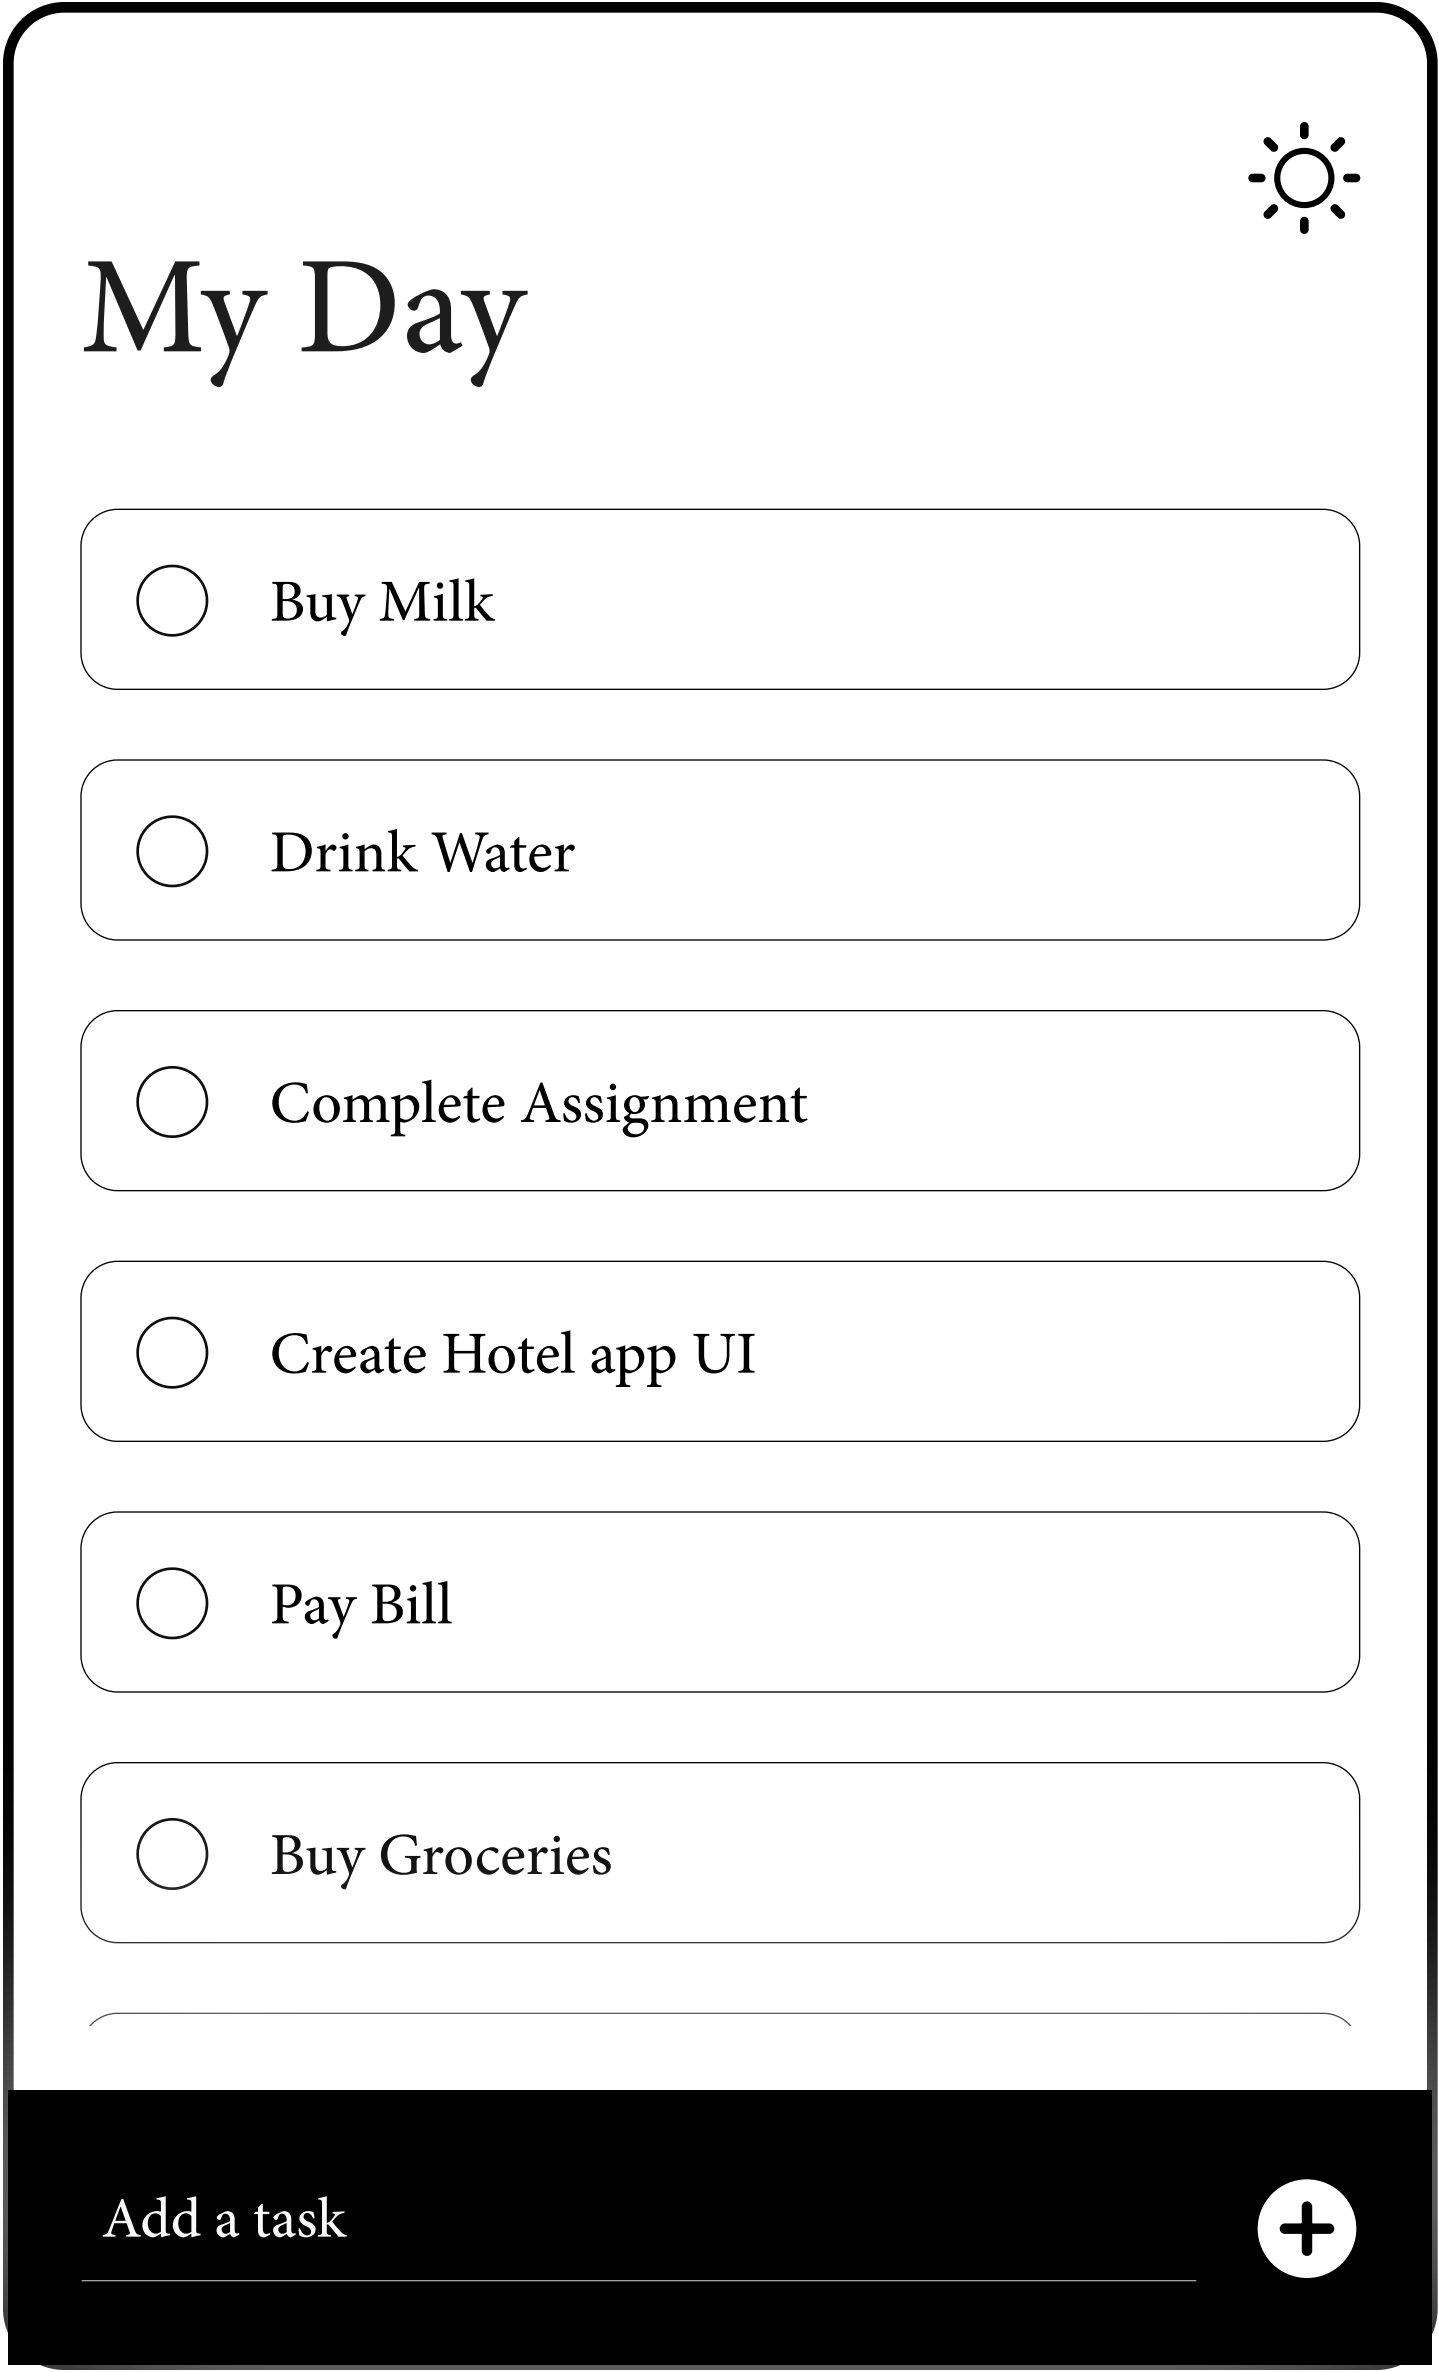 My Day
Buy Milk
Drink Water
Complete Assignment
Create Hotel app UI
Pay Bill
Buy Groceries
Add a task